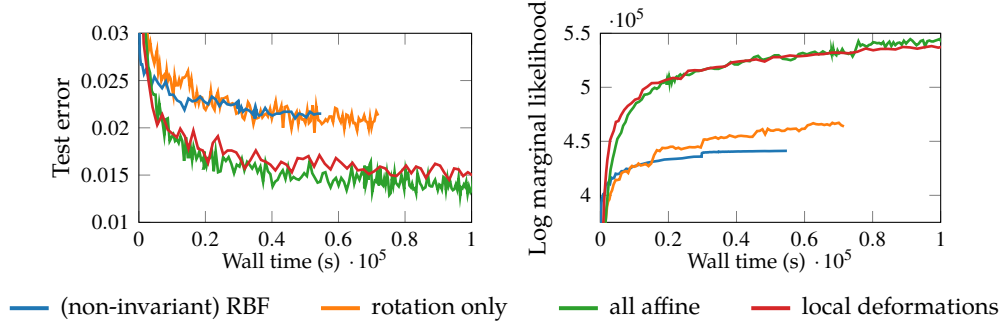 0.03
0.02
0.015
0.01
Test error
0 0.2 0.4 0.6 0.8 1
Wall time (s) ·10^5
·10^5
5.5
5
4.5
4
Log marginal likelihood
0 0.2 0.4 0.6 0.8 1
Wall time (s) ·10^5
(non-invariant) RBF rotation only all affine local deformations